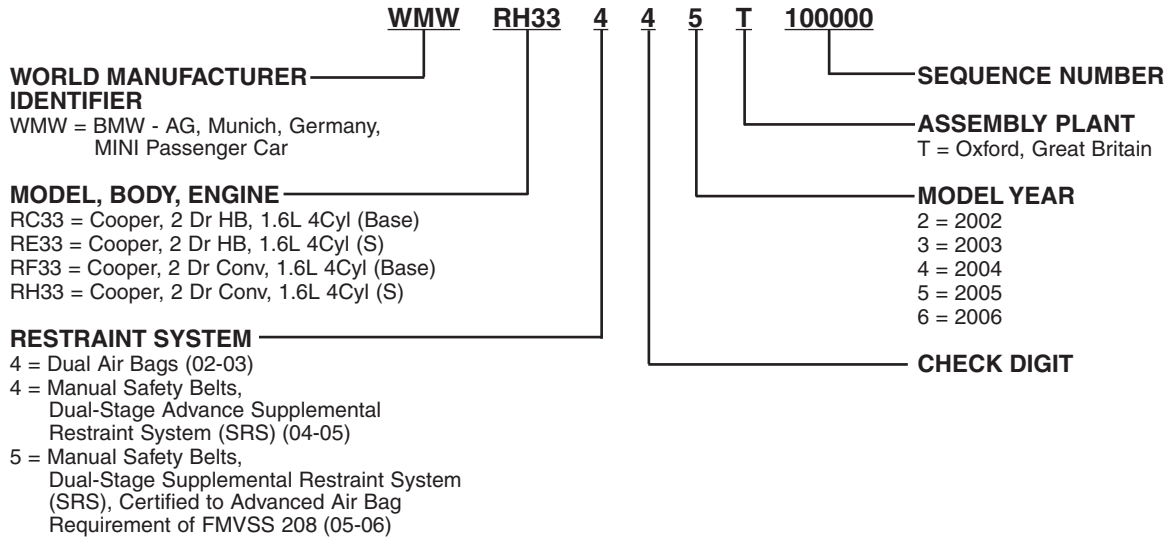 WMW RH33 4 4 5 T 100000
WORLD MANUFACTURER
IDENTIFIER
WMW = BMW - AG, Munich, Germany,
MINI Passenger Car
MODEL, BODY, ENGINE
RC33 = Cooper, 2 Dr HB, 1.6L 4Cyl (Base)
RE33 = Cooper, 2 Dr HB, 1.6L 4Cyl (S)
RF33 = Cooper, 2 Dr Conv, 1.6L 4Cyl (Base)
RH33 = Cooper, 2 Dr Conv, 1.6L 4Cyl (S)
RESTRAINT SYSTEM
4 = Dual Air Bags (02-03)
4 = Manual Safety Belts,
Dual-Stage Advance Supplemental
Restraint System (SRS) (04-05)
5 = Manual Safety Belts,
Dual-Stage Supplemental Restraint System
(SRS), Certified to Advanced Air Bag
Requirement of FMVSS 208 (05-06)
SEQUENCE NUMBER
ASSEMBLY PLANT
T = Oxford, Great Britain
MODEL YEAR
2 = 2002
3 = 2003
4 = 2004
5 = 2005
6 = 2006
CHECK DIGIT